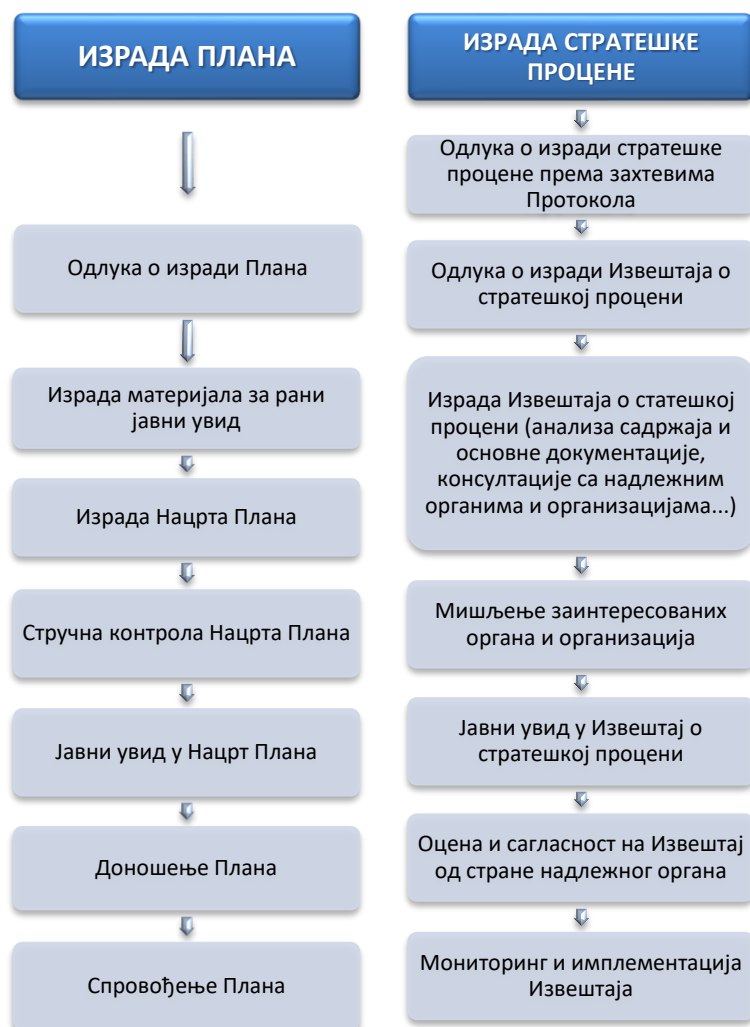 ИЗРАДА ПЛАНА
Одлука о изради Плана
Израда материјала за рани
јавни увид
Израда Нацрта Плана
Стручна контрола Нацрта Плана
Јавни увид у Нацрт Плана
Доношење Плана
Спровођење Плана
ИЗРАДА СТРАТЕШКЕ
ПРОЦЕНЕ
Одлука о изради стратешке
процене према захтевима
Протокола
Одлука о изради Извештаја о
стратешкој процени
Израда Извештаја о статешкој
процени (анализа садржаја и
основне документације,
консултације са надлежним
органима и организацијама...)
Мишљење заинтересованих
органа и организација
Јавни увид у Извештај о
стратешкој процени
Оцена и сагласност на Извештај
од стране надлежног органа
Мониторинг и имплементација
Извештаја